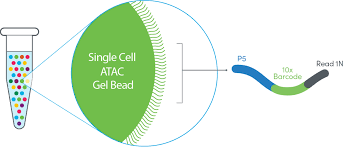 Single Cell
ATAC
Gel Bead
P5
10x
Barcode
Read 1N